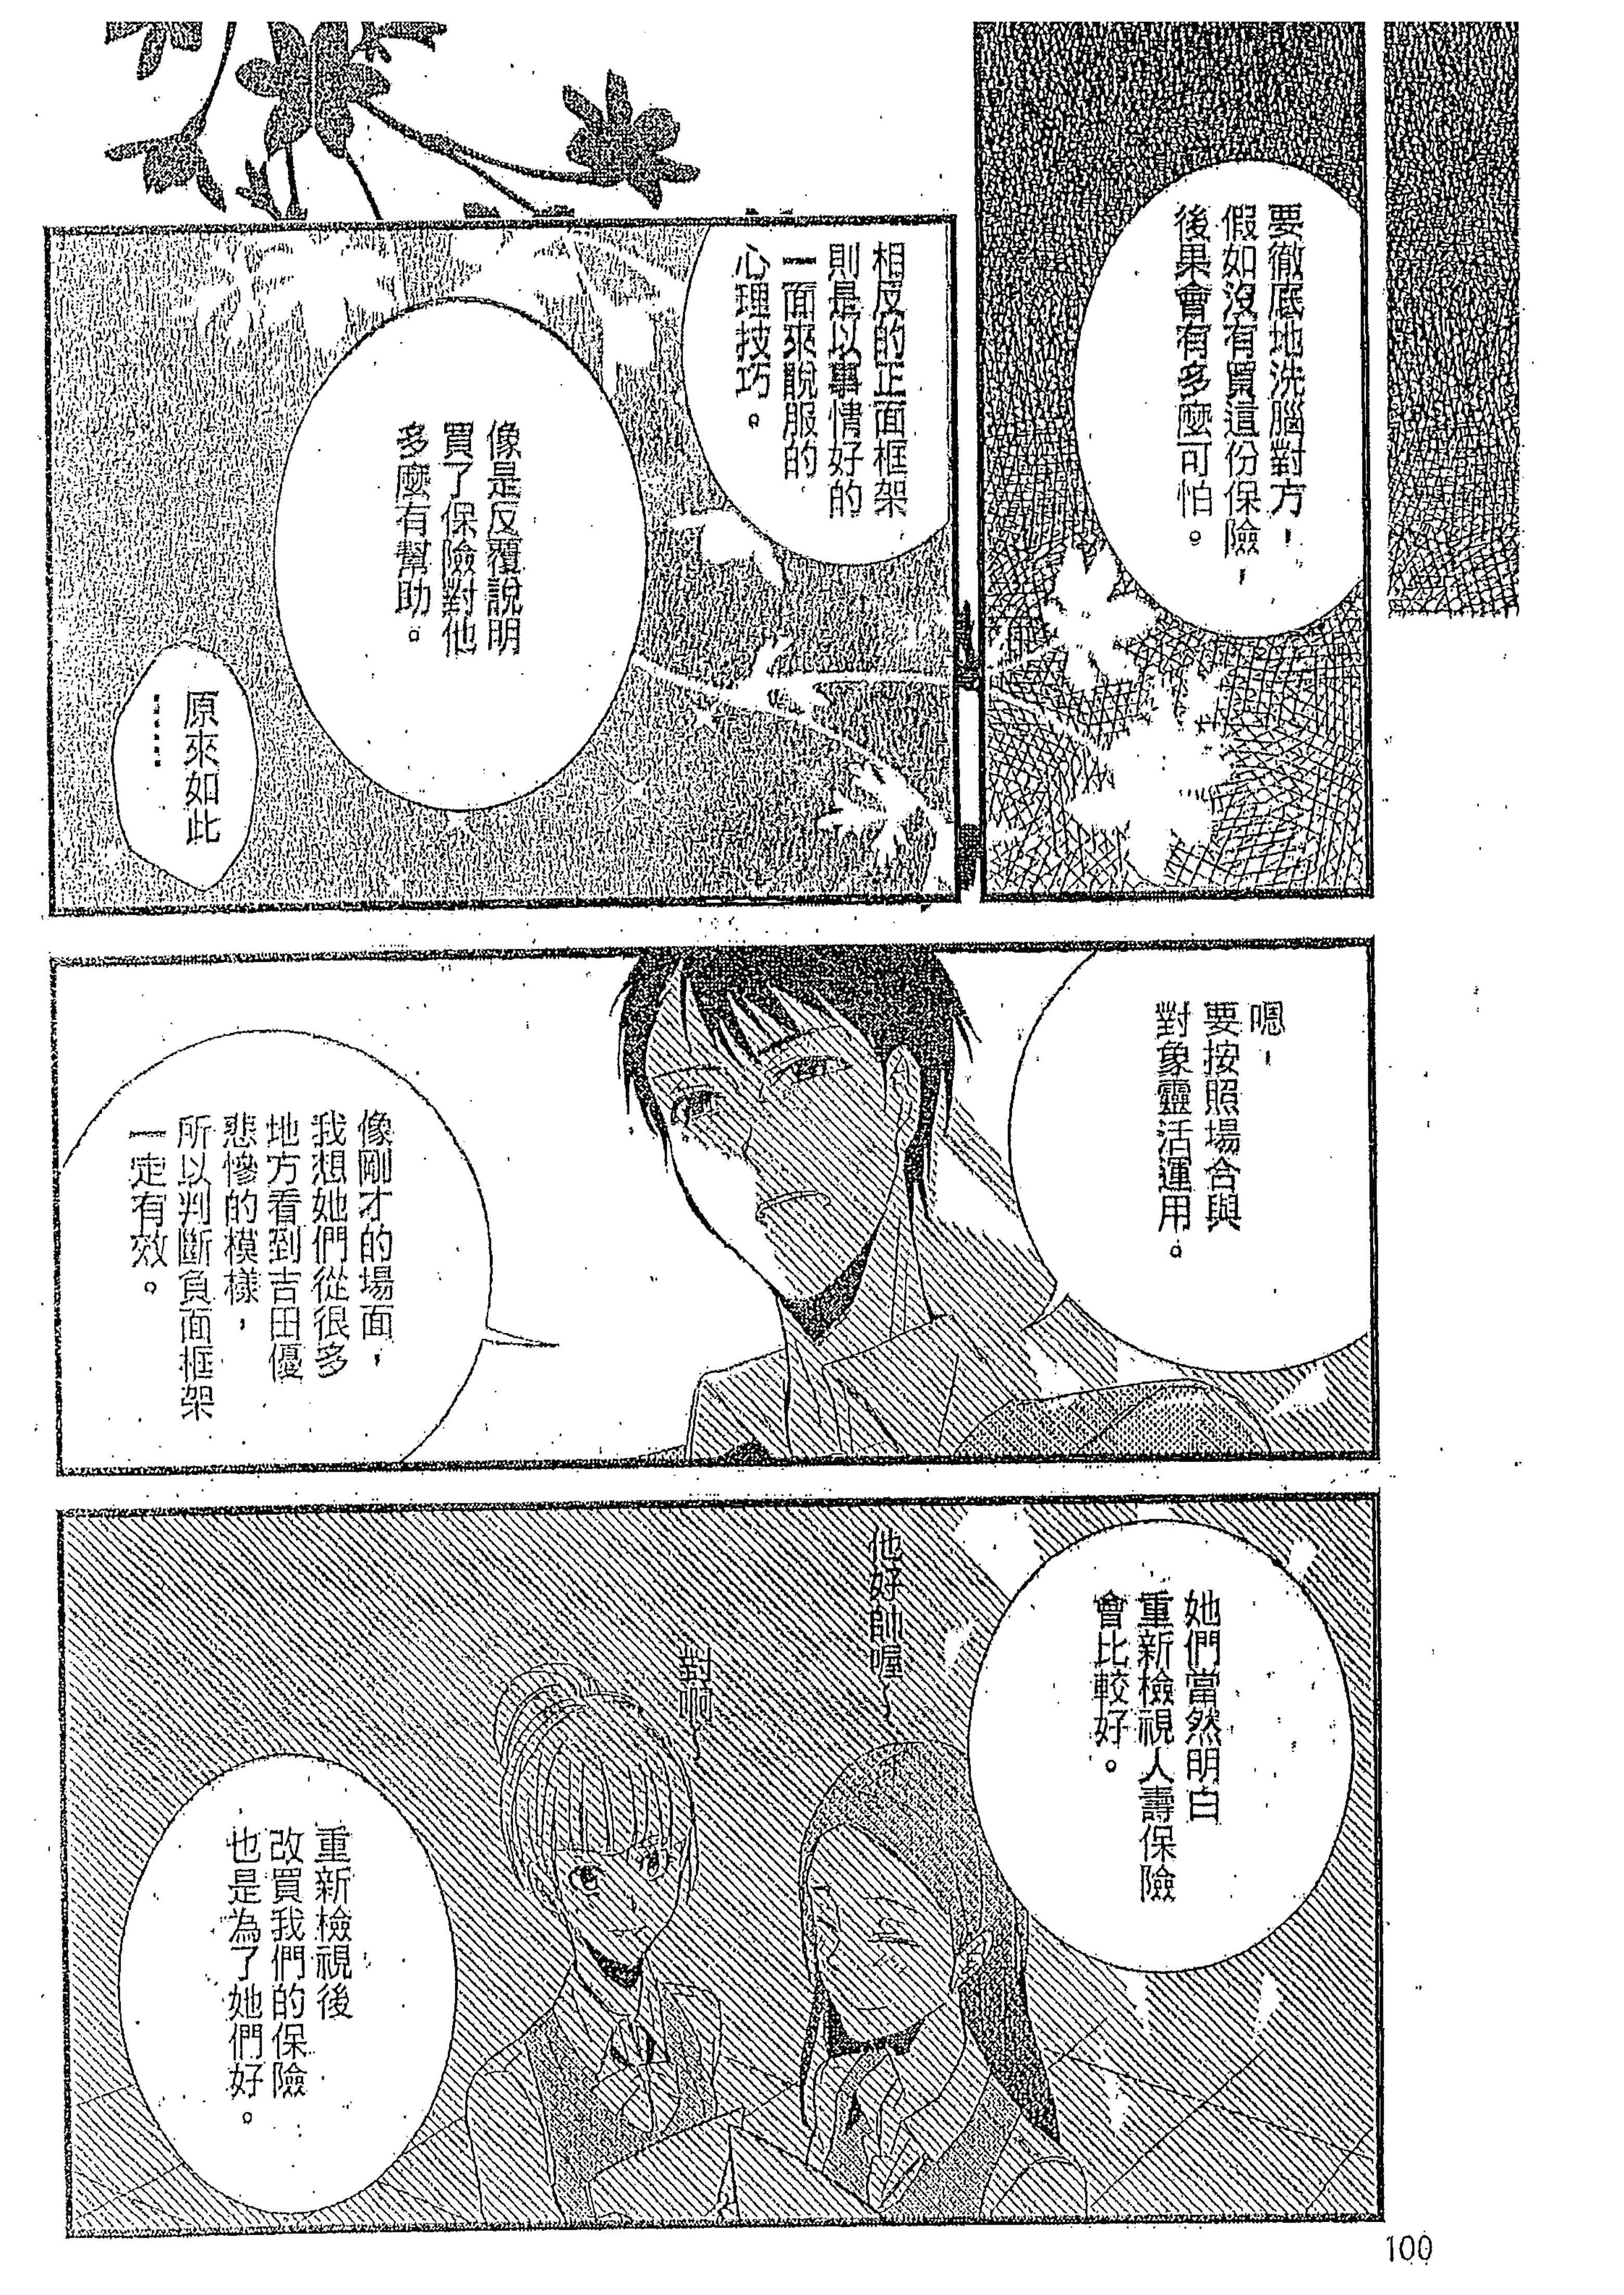 要徹底地洗腦對方，
假如沒有買這份保險，
後果會有多麼可怕。
相反的正面框架
則是以事情好的
一面來說服的
心理技巧。
像是反覆說明
買了保險對他
多麼有幫助。
原來如此
……
嗯，
要按照場合與
對象靈活運用。
像剛才的場面，
我想她們從很多
地方看到吉田優
悲慘的模樣，
所以判斷負面框架
一定有效。
她們當然明白
重新檢視人壽保險
會比較好。
他好帥喔～
對啊～
重新檢視後
改買我們的保險
也是為了她們好。
100